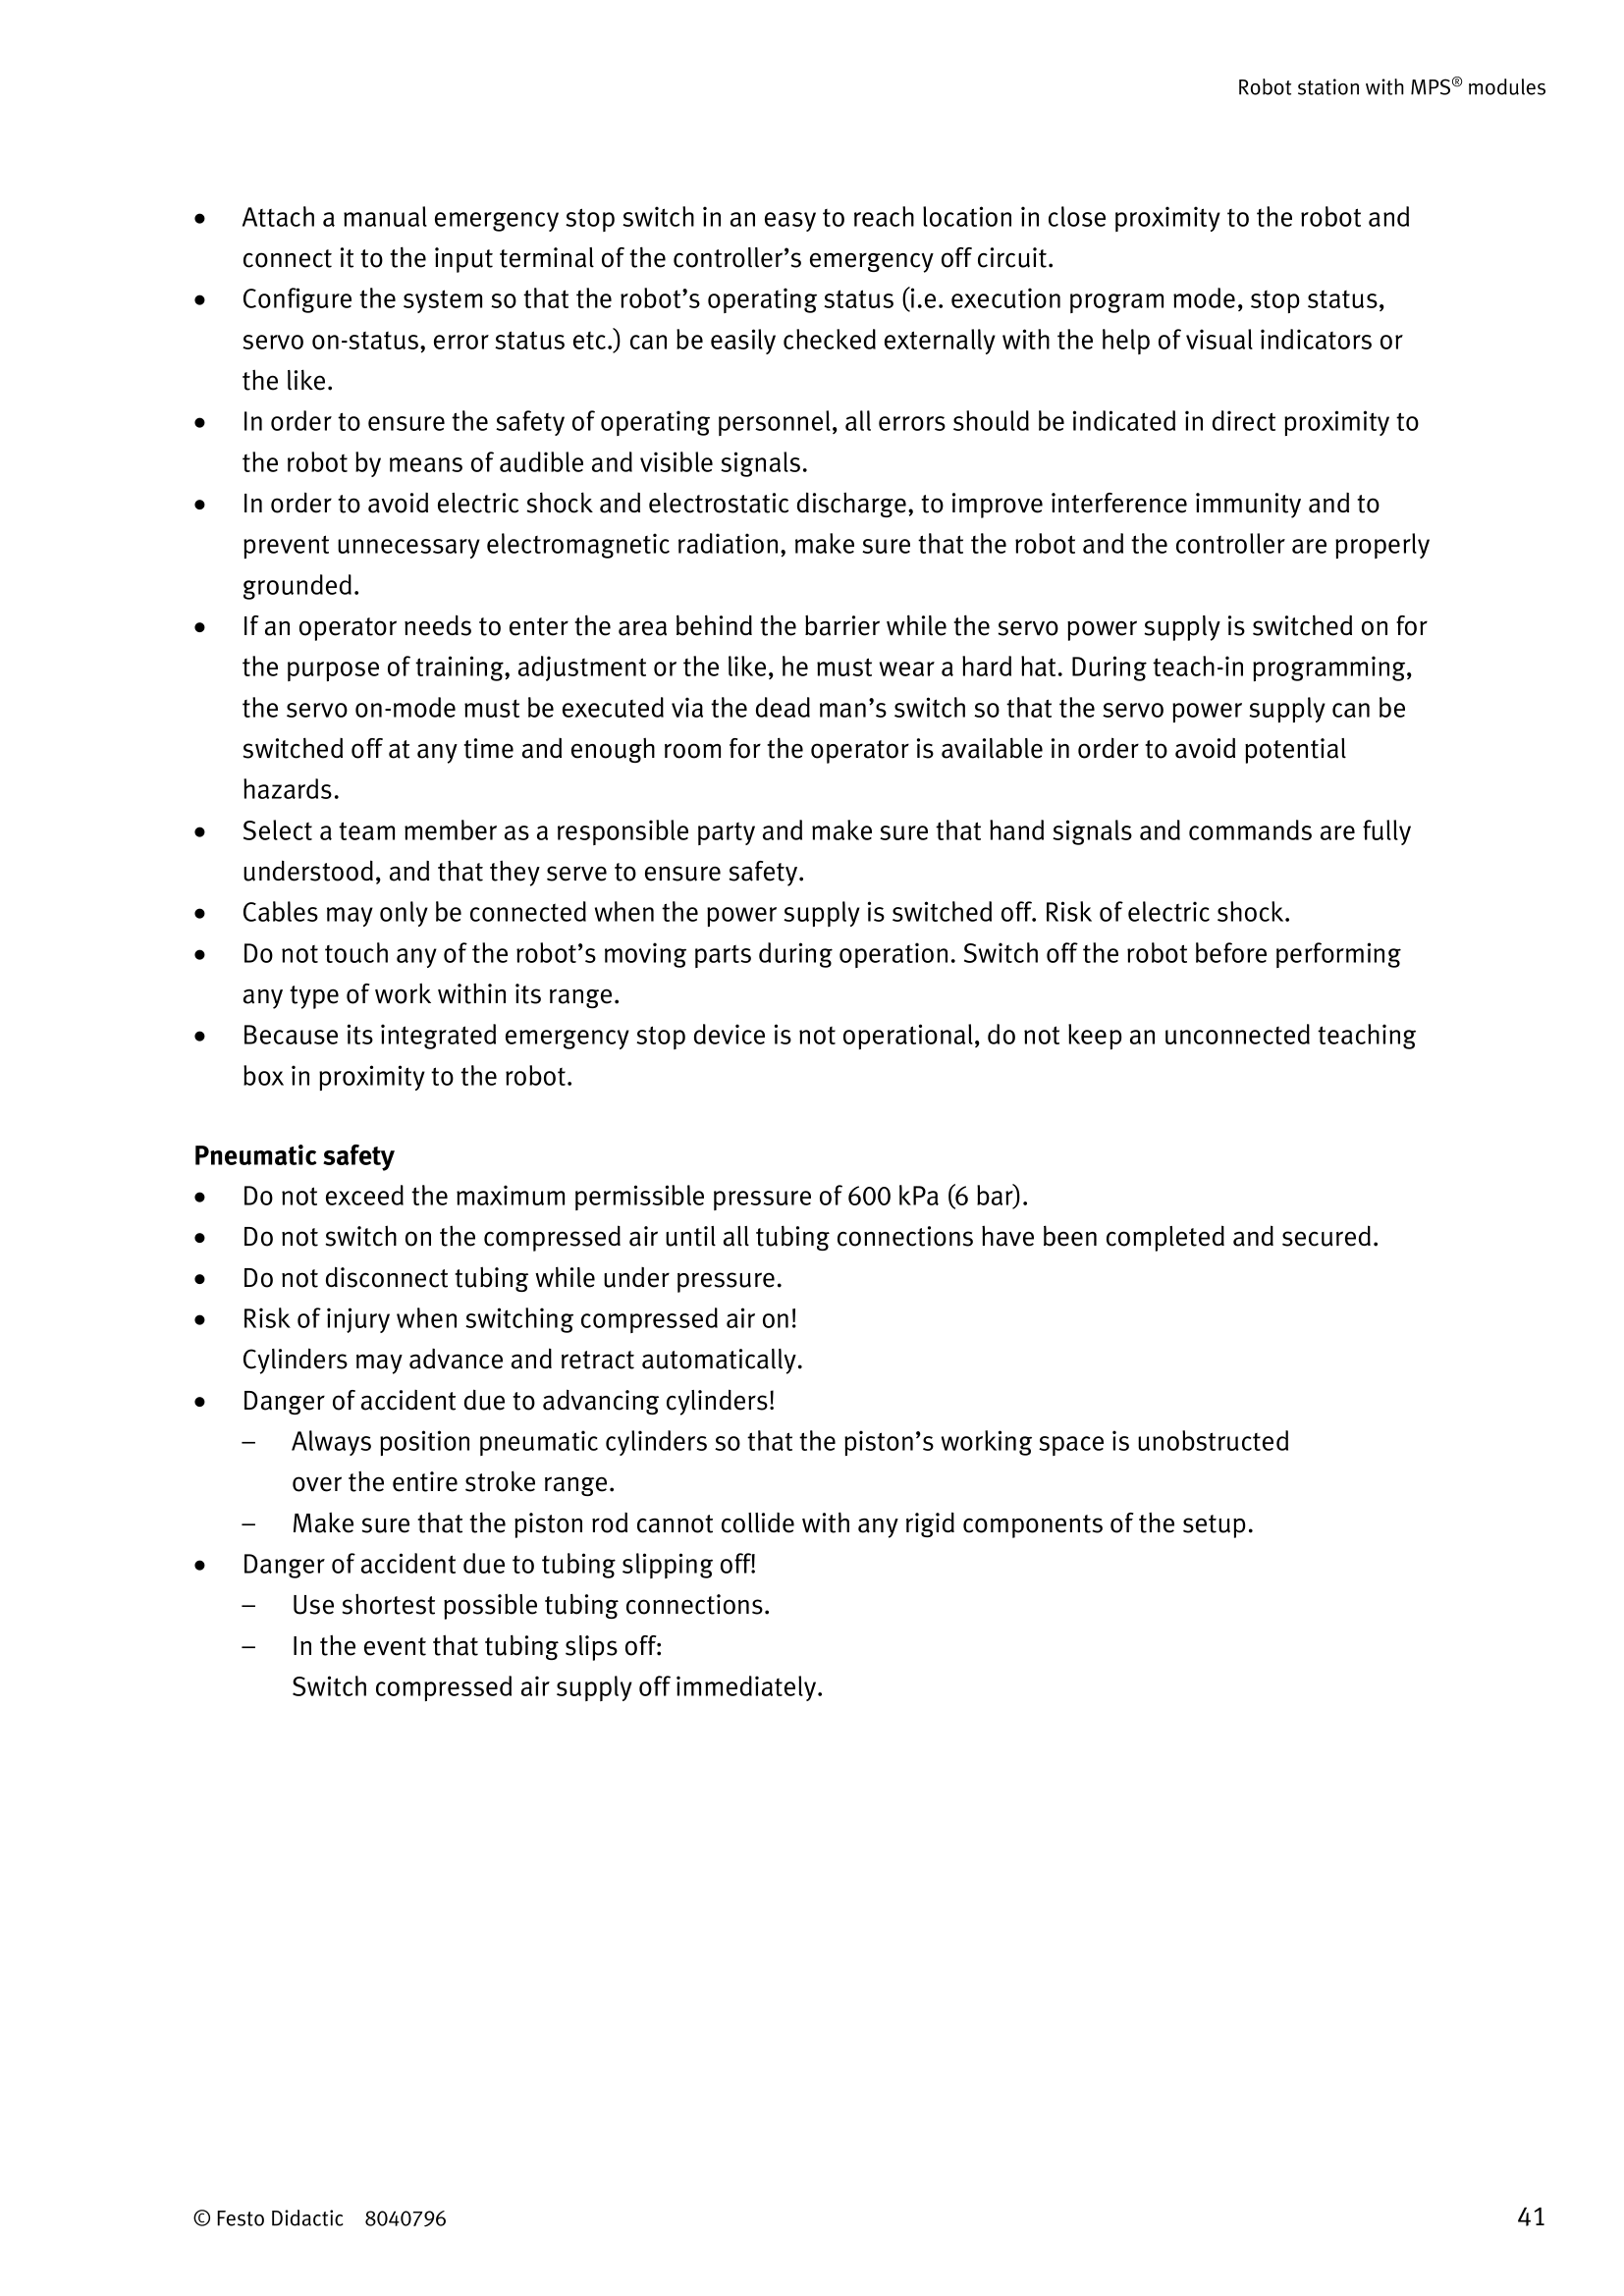 Robot station with MPS® modules
• Attach a manual emergency stop switch in an easy to reach location in close proximity to the robot and
connect it to the input terminal of the controller’s emergency off circuit.
• Configure the system so that the robot’s operating status (i.e. execution program mode, stop status,
servo on-status, error status etc.) can be easily checked externally with the help of visual indicators or
the like.
• In order to ensure the safety of operating personnel, all errors should be indicated in direct proximity to
the robot by means of audible and visible signals.
• In order to avoid electric shock and electrostatic discharge, to improve interference immunity and to
prevent unnecessary electromagnetic radiation, make sure that the robot and the controller are properly
grounded.
• If an operator needs to enter the area behind the barrier while the servo power supply is switched on for
the purpose of training, adjustment or the like, he must wear a hard hat. During teach-in programming,
the servo on-mode must be executed via the dead man’s switch so that the servo power supply can be
switched off at any time and enough room for the operator is available in order to avoid potential
hazards.
• Select a team member as a responsible party and make sure that hand signals and commands are fully
understood, and that they serve to ensure safety.
• Cables may only be connected when the power supply is switched off. Risk of electric shock.
• Do not touch any of the robot’s moving parts during operation. Switch off the robot before performing
any type of work within its range.
• Because its integrated emergency stop device is not operational, do not keep an unconnected teaching
box in proximity to the robot.
Pneumatic safety
• Do not exceed the maximum permissible pressure of 600 kPa (6 bar).
• Do not switch on the compressed air until all tubing connections have been completed and secured.
• Do not disconnect tubing while under pressure.
• Risk of injury when switching compressed air on!
Cylinders may advance and retract automatically.
• Danger of accident due to advancing cylinders!
– Always position pneumatic cylinders so that the piston’s working space is unobstructed
over the entire stroke range.
– Make sure that the piston rod cannot collide with any rigid components of the setup.
• Danger of accident due to tubing slipping off!
– Use shortest possible tubing connections.
– In the event that tubing slips off:
Switch compressed air supply off immediately.
© Festo Didactic 8040796
41